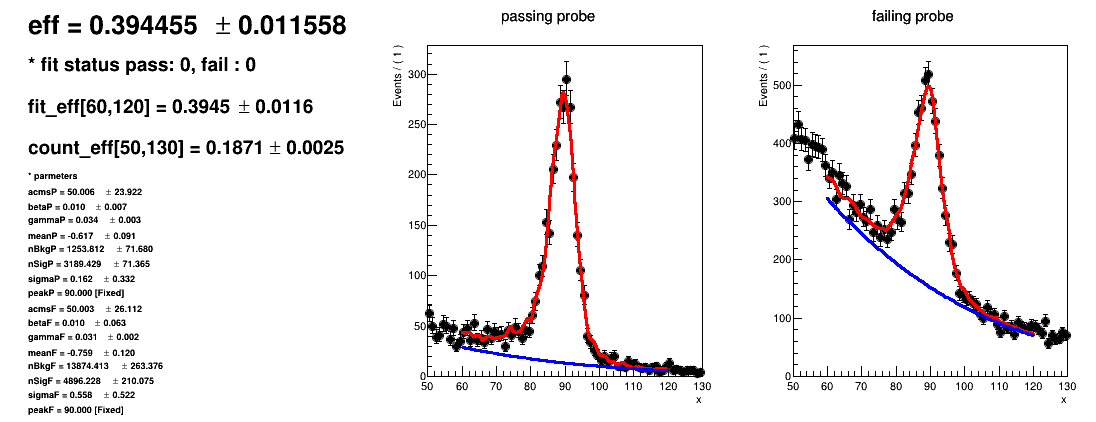 eff = 0.394455 ± 0.011558
* fit status pass: 0, fail : 0
fit_eff[60,120] = 0.3945 ± 0.0116
count_eff[50,130] = 0.1871 ± 0.0025
* parmeters
acmsP = 50.006 ± 23.922
betaP = 0.010 ± 0.007
gammaP = 0.034 ± 0.003
meanP = -0.617 ± 0.091
nBkgP = 1253.812 ± 71.680
nSigP = 3189.429 ± 71.365
sigmaP = 0.162 ± 0.332
peakP = 90.000 [Fixed]
acmsF = 50.003 ± 26.112
betaF = 0.010 ± 0.063
gammaF = 0.031 ± 0.002
meanF = -0.759 ± 0.120
nBkgF = 13874.413 ± 263.376
nSigF = 4896.228 ± 210.075
sigmaF = 0.558 ± 0.522
peakF = 90.000 [Fixed]
passing probe
Events / ( 1 )
300
250
200
150
100
50
0
50 60 70 80 90 100 110 120 130
x
failing probe
Events / ( 1 )
500
400
300
200
100
0
50 60 70 80 90 100 110 120 130
x